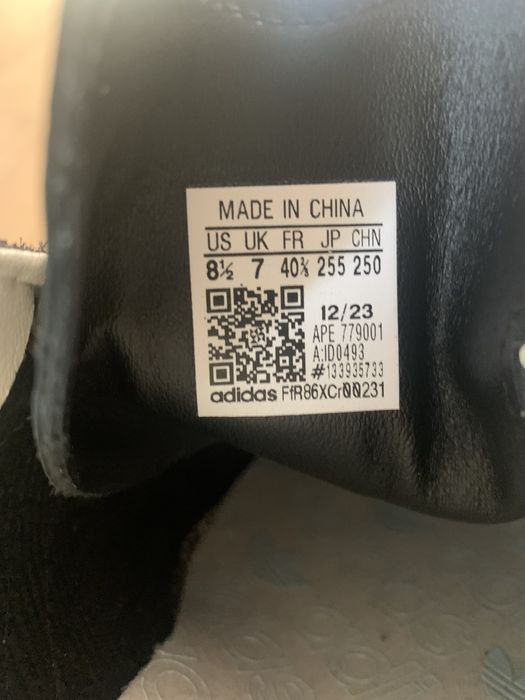 MADE IN CHINA
US UK FR JP CHN
8½ 7 40⅔ 255 250
12/23
APE 779001
A:ID0493
#133935733
adidas FfR86XCr00231